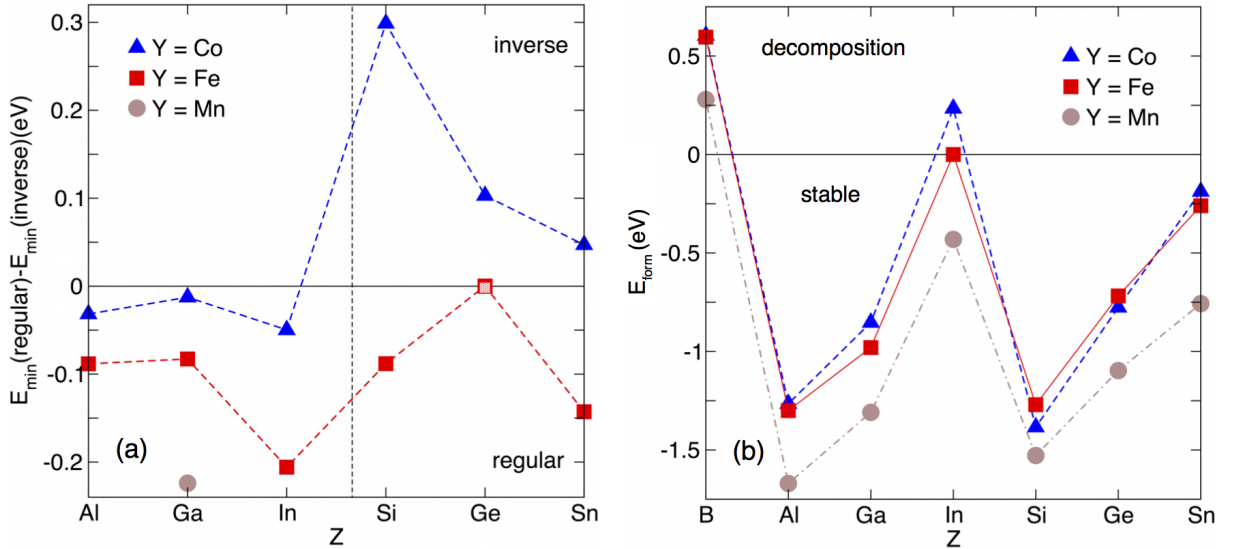 E_min(regular)-E_min(inverse)(eV)
0.3
0.2
0.1
0
-0.1
-0.2
Y = Co
Y = Fe
Y = Mn
inverse
regular
(a)
Al Ga In Si Ge Sn
Z
E_form(eV)
0.5
0
-0.5
-1
-1.5
decomposition
Y = Co
Y = Fe
Y = Mn
stable
(b)
B Al Ga In Si Ge Sn
Z